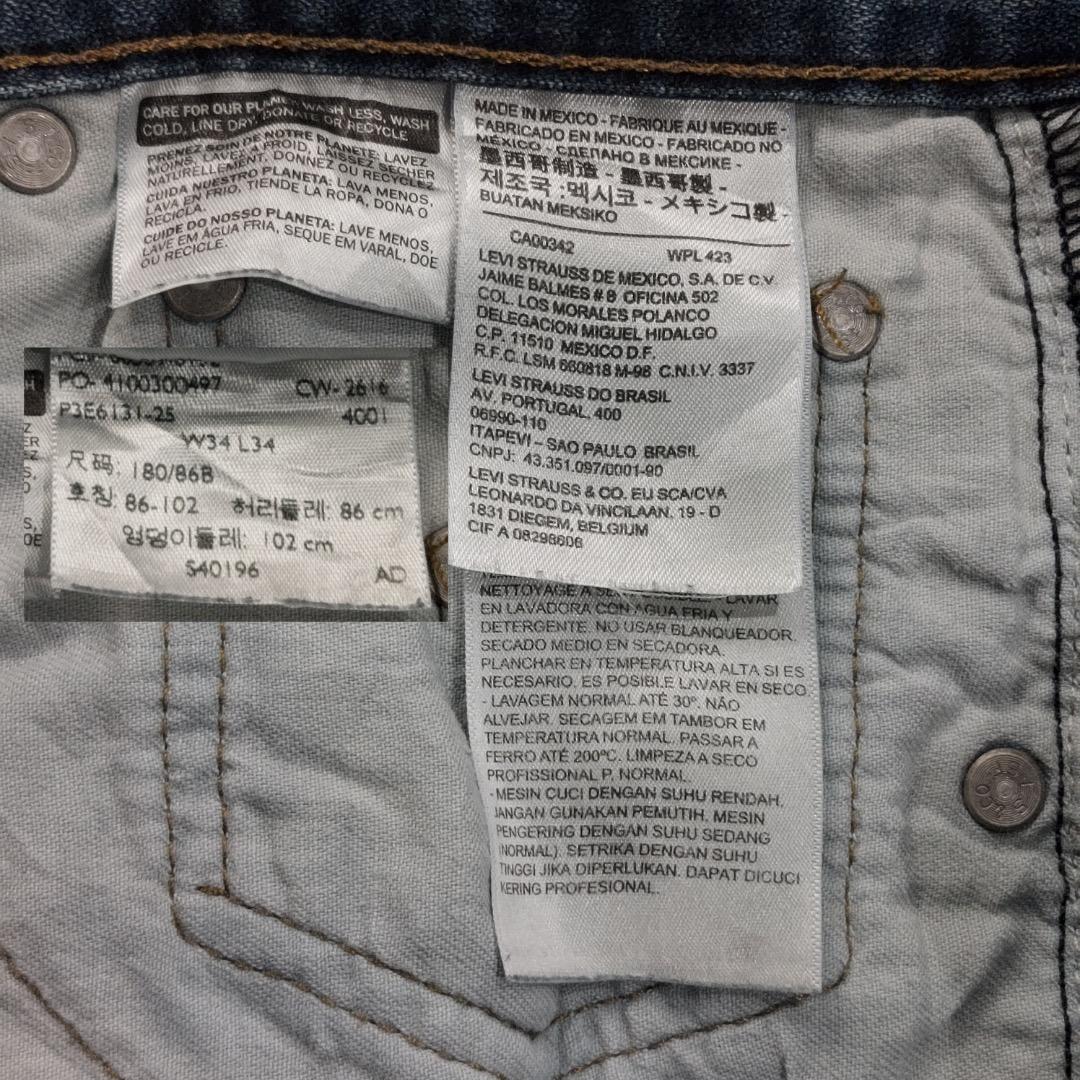 CARE FOR OUR PLANET: WASH LESS, WASH
COLD, LINE DRY, DONATE OR RECYCLE.
PRENEZ SOIN DE NOTRE PLANÈTE: LAVEZ
MOINS, LAVEZ À FROID, LAISSEZ SÉCHER
NATURELLEMENT, DONNEZ OU RECYCLEZ.
CUIDA NUESTRO PLANETA: LAVA MENOS,
LAVA EN FRIO, TIENDE LA ROPA, DONA O
RECICLA.
CUIDE DO NOSSO PLANETA: LAVE MENOS,
LAVE EM ÁGUA FRIA, SEQUE EM VARAL, DOE
OU RECICLE.
MADE IN MEXICO - FABRIQUE AU MEXIQUE -
FABRICADO EN MEXICO - FABRICADO NO
MÉXICO - СДЕЛАНО В МЕКСИКЕ -
墨西哥制造 - 墨西哥製 -
제조국 :멕시코 - メキシコ製 -
BUATAN MEKSIKO
CA00342 WPL 423
LEVI STRAUSS DE MEXICO, S.A. DE C.V.
JAIME BALMES # 8 OFICINA 502
COL. LOS MORALES POLANCO
DELEGACION MIGUEL HIDALGO
C.P. 11510 MEXICO D.F.
R.F.C. LSM 660818 M-98 C.N.I.V. 3337
LEVI STRAUSS DO BRASIL
AV. PORTUGAL, 400
06990-110
ITAPEVI - SAO PAULO BRASIL
CNPJ: 43.351.097/0001-90
LEVI STRAUSS & CO. EU SCA/CVA
LEONARDO DA VINCILAAN. 19 - D
1831 DIEGEM, BELGIUM
CIF A 08298606
PO- 4100300497 CW- 2616
P3E6131-25 4001
W34 L34
尺码: 180/86B
호칭: 86-102 허리둘레: 86 cm
엉덩이둘레: 102 cm
S40196 AD
NETTOYAGE A LAVAR
EN LAVADORA CON AGUA FRIA Y
DETERGENTE. NO USAR BLANQUEADOR.
SECADO MEDIO EN SECADORA.
PLANCHAR EN TEMPERATURA ALTA SI ES
NECESARIO. ES POSIBLE LAVAR EN SECO.
- LAVAGEM NORMAL ATÉ 30°. NÃO
ALVEJAR. SECAGEM EM TAMBOR EM
TEMPERATURA NORMAL. PASSAR A
FERRO ATÉ 200°C. LIMPEZA A SECO
PROFISSIONAL P, NORMAL.
- MESIN CUCI DENGAN SUHU RENDAH.
JANGAN GUNAKAN PEMUTIH. MESIN
PENGERING DENGAN SUHU SEDANG
(NORMAL). SETRIKA DENGAN SUHU
TINGGI JIKA DIPERLUKAN. DAPAT DICUCI
KERING PROFESIONAL.